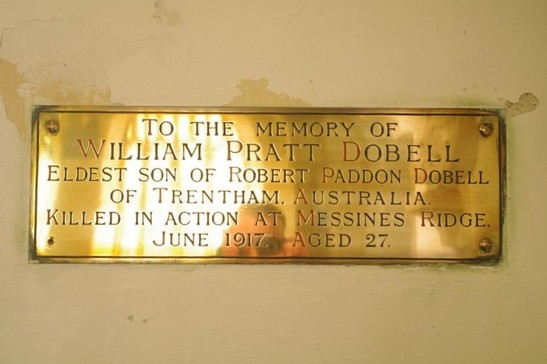 To the memory of
William Pratt Dobell
Eldest son of Robert Paddon Dobell
of Trentham, Australia.
Killed in action at Messines Ridge,
June 1917. Aged 27.